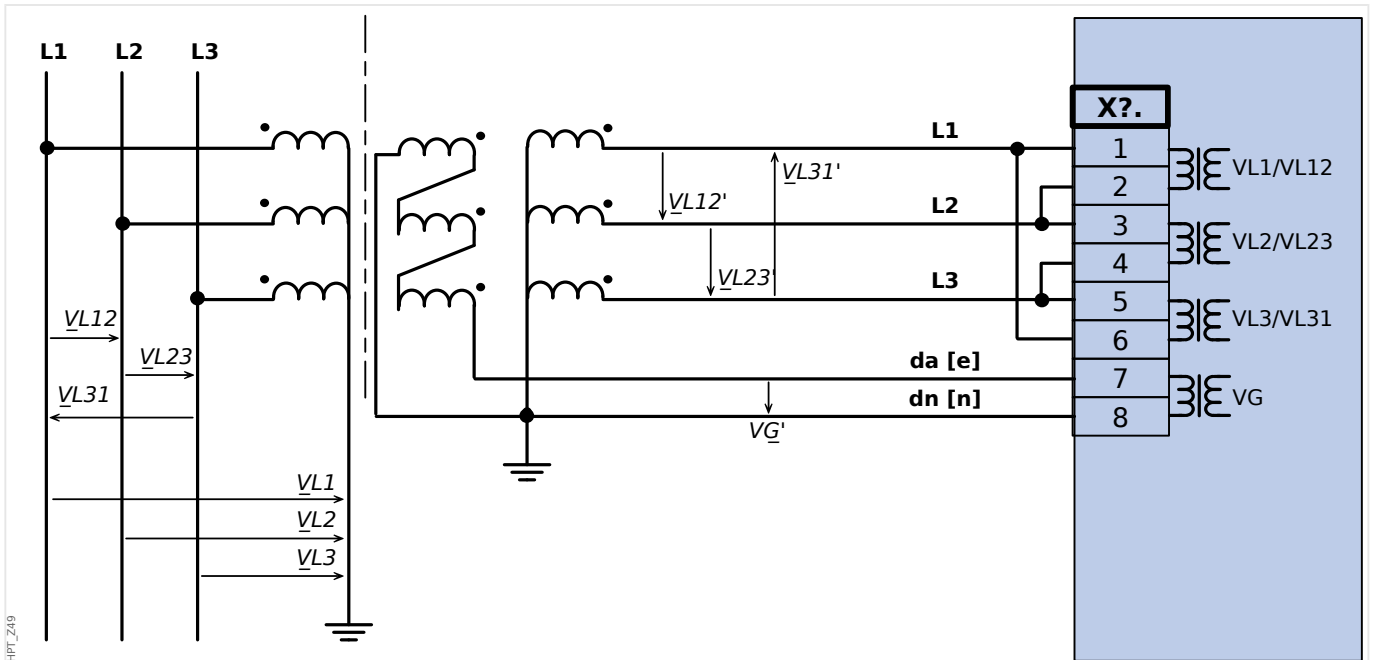 L1 L2 L3
X?.
L1
1
VL1/VL12
VL31'
2
VL12'
L2
3
VL2/VL23
4
VL23'
L3
5
VL3/VL31
VL12
6
VL23
da [e]
7
VL31
dn [n]
VG
8
VG'
VL1
VL2
VL3
HPT_Z49